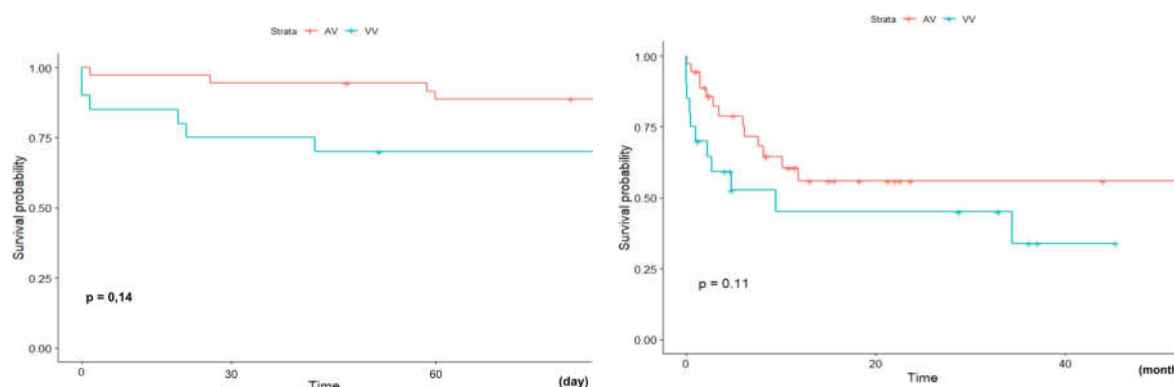 Strata AV VV
1.00
0.75
0.50
0.25
0.00
Survival probability
p = 0,14
0 30 60
Time (day)
Strata AV VV
1.00
0.75
0.50
0.25
0.00
Survival probability
p = 0.11
0 20 40
Time (mont